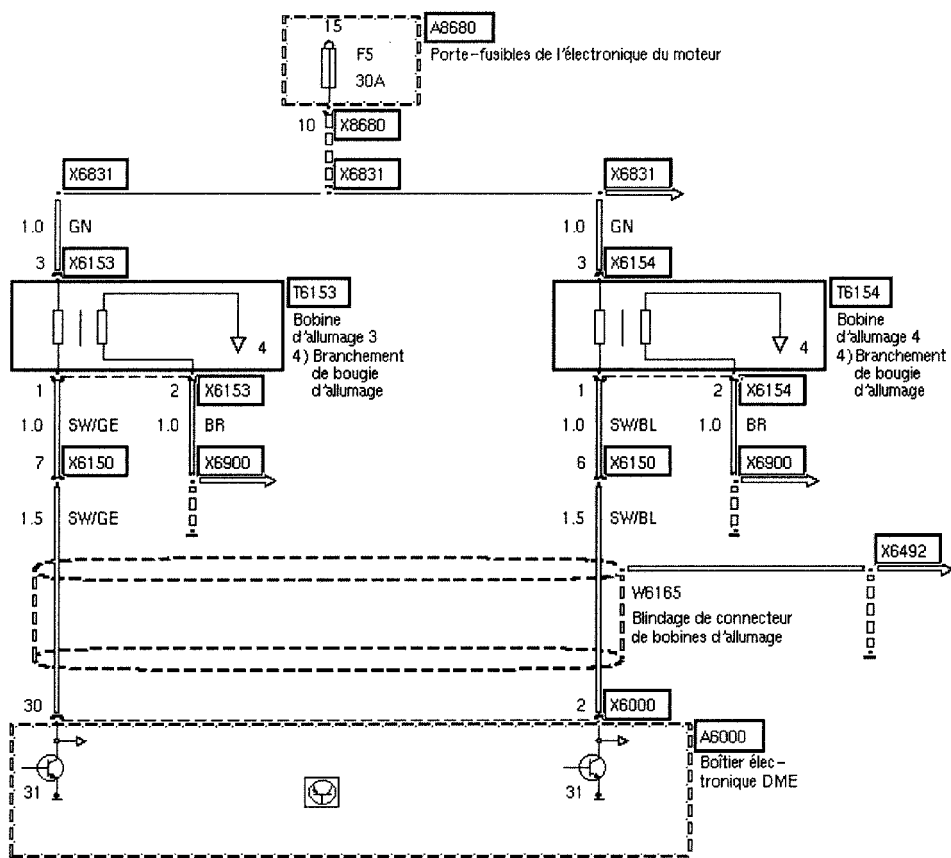 15
A8680
F5
Porte-fusibles de l'électronique du moteur
30A
10 X8680
X6831 X6831 X6831
1.0 GN 1.0 GN
3 X6153 3 X6154
T6153
Bobine
d'allumage 3
4) Branchement
de bougie
d'allumage
4
T6154
Bobine
d'allumage 4
4) Branchement
de bougie
d'allumage
4
1 2 X6153 1 2 X6154
1.0 SW/GE 1.0 BR 1.0 SW/BL 1.0 BR
7 X6150 X6900 6 X6150 X6900
1.5 SW/GE 1.5 SW/BL
X6492
W6165
Blindage de connecteur
de bobines d'allumage
30 2 X6000
A6000
Boîtier élec-
tronique DME
31 31